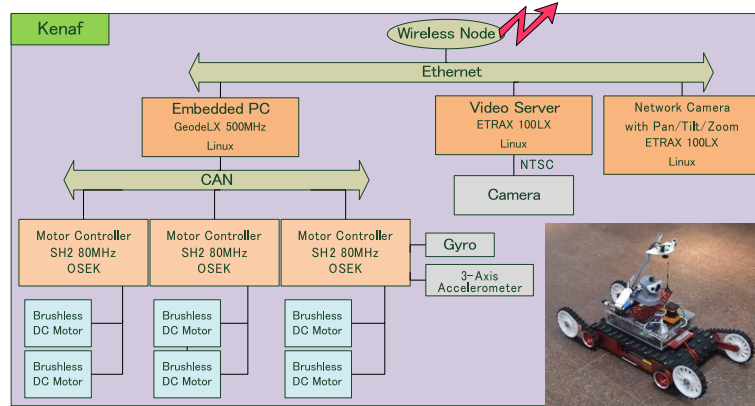 Kenaf
Wireless Node
Ethernet
Embedded PC
GeodeLX 500MHz
Linux
Video Server
ETRAX 100LX
Linux
Network Camera
with Pan/Tilt/Zoom
ETRAX 100LX
Linux
NTSC
Camera
CAN
Motor Controller
SH2 80MHz
OSEK
Motor Controller
SH2 80MHz
OSEK
Motor Controller
SH2 80MHz
OSEK
Gyro
3-Axis
Accelerometer
Brushless
DC Motor
Brushless
DC Motor
Brushless
DC Motor
Brushless
DC Motor
Brushless
DC Motor
Brushless
DC Motor